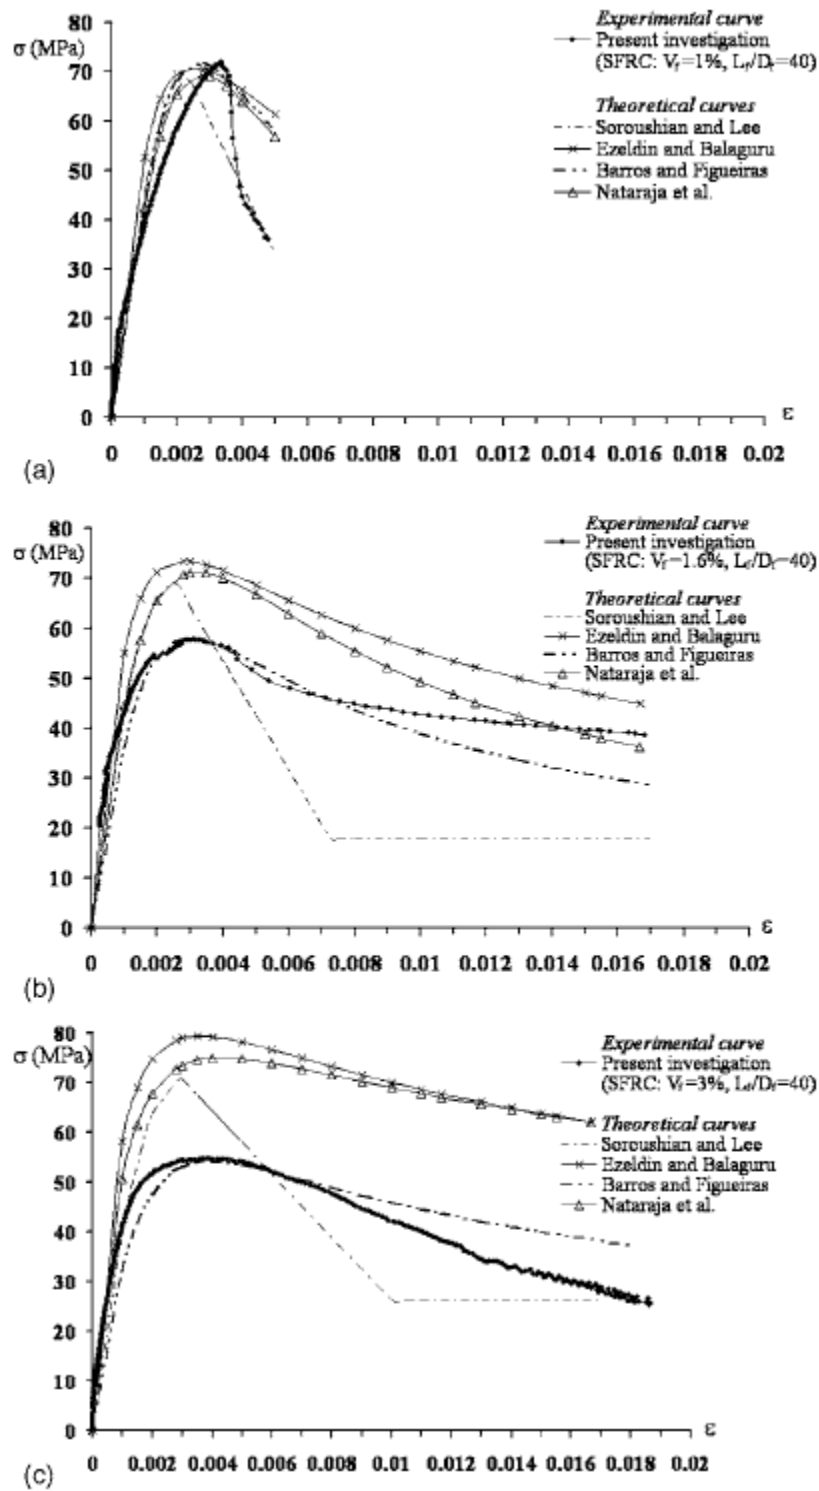 σ (MPa)
80
70
60
50
40
30
20
10
0
0 0.002 0.004 0.006 0.008 0.01 0.012 0.014 0.016 0.018 0.02
ε
Experimental curve
Present investigation
(SFRC: Vf=1%, Lf/Df=40)
Theoretical curves
Soroushian and Lee
Ezeldin and Balaguru
Barros and Figueiras
Nataraja et al.
(a)
σ (MPa)
80
70
60
50
40
30
20
10
0
0 0.002 0.004 0.006 0.008 0.01 0.012 0.014 0.016 0.018 0.02
ε
Experimental curve
Present investigation
(SFRC: Vf=1.6%, Lf/Df=40)
Theoretical curves
Soroushian and Lee
Ezeldin and Balaguru
Barros and Figueiras
Nataraja et al.
(b)
σ (MPa)
80
70
60
50
40
30
20
10
0
0 0.002 0.004 0.006 0.008 0.01 0.012 0.014 0.016 0.018 0.02
ε
Experimental curve
Present investigation
(SFRC: Vf=3%, Lf/Df=40)
Theoretical curves
Soroushian and Lee
Ezeldin and Balaguru
Barros and Figueiras
Nataraja et al.
(c)